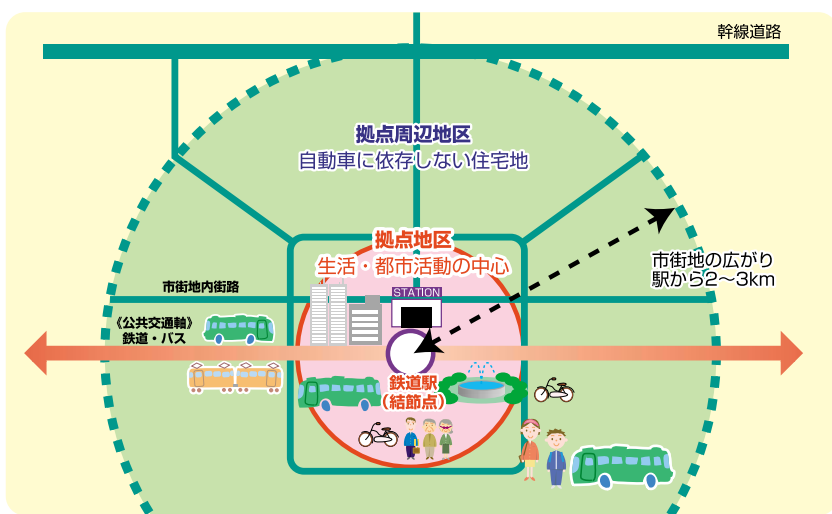 幹線道路
拠点周辺地区
自動車に依存しない住宅地
拠点地区
生活・都市活動の中心
市街地の広がり
駅から2〜3km
市街地内街路
STATION
《公共交通軸》
鉄道・バス
鉄道駅
（結節点）